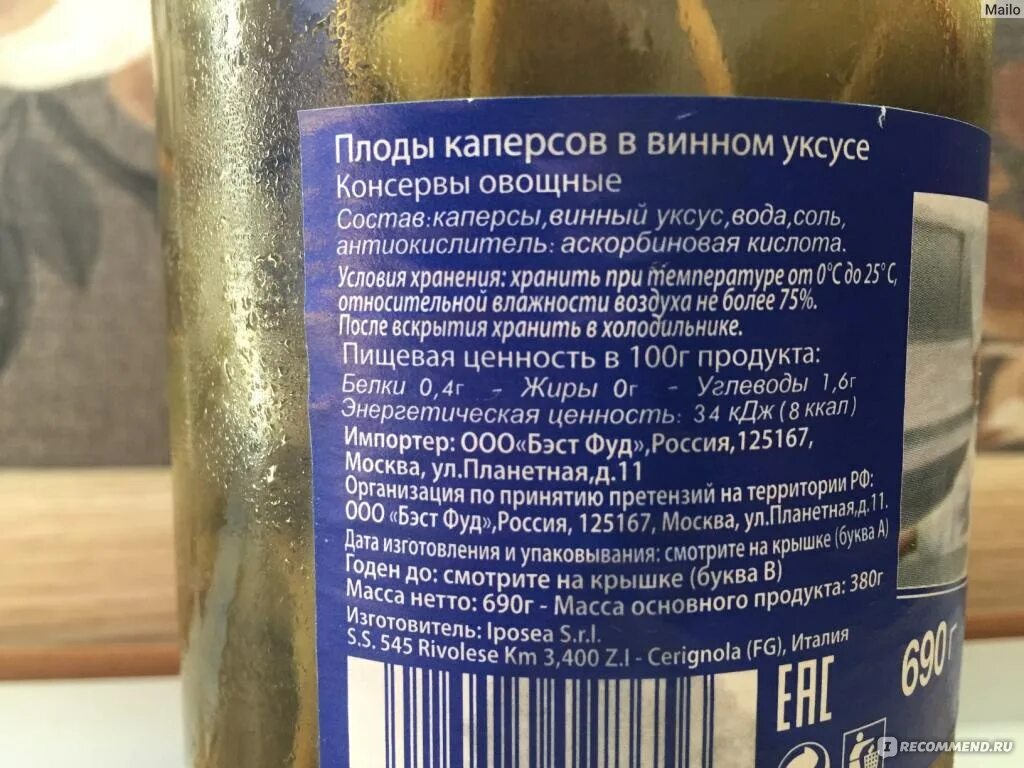 Mailo
Плоды каперсов в винном уксусе
Консервы овощные
Состав:каперсы,винный уксус,вода,соль,
антиокислитель: аскорбиновая кислота.
Условия хранения: хранить при температуре от 0°C до 25°C,
относительной влажности воздуха не более 75%.
После вскрытия хранить в холодильнике.
Пищевая ценность в 100г продукта:
Белки 0,4г - Жиры 0г - Углеводы 1,6г
Энергетическая ценность: 34 кДж (8 ккал)
Импортер: ООО«Бэст Фуд»,Россия,125167,
Москва, ул.Планетная,д.11
Организация по принятию претензий на территории РФ:
ООО «Бэст Фуд»,Россия, 125167, Москва, ул.Планетная,д.11.
Дата изготовления и упаковывания: смотрите на крышке (буква А)
Годен до: смотрите на крышке (буква В)
Масса нетто: 690г - Масса основного продукта: 380г
Изготовитель: Iposea S.r.l.
S.S. 545 Rivolese Km 3,400 Z.I - Cerignola (FG), Италия
690г
EAC
IRECOMMEND.RU